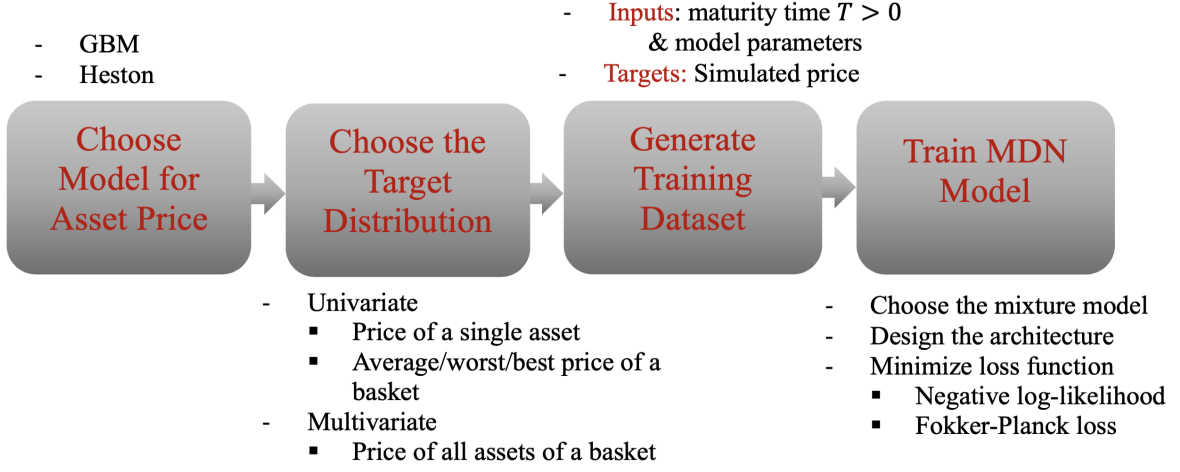 - GBM
- Heston
- Inputs: maturity time T > 0
& model parameters
- Targets: Simulated price
Choose
Model for
Asset Price
Choose the
Target
Distribution
Generate
Training
Dataset
Train MDN
Model
- Univariate
▪ Price of a single asset
▪ Average/worst/best price of a
basket
- Multivariate
▪ Price of all assets of a basket
- Choose the mixture model
- Design the architecture
- Minimize loss function
▪ Negative log-likelihood
▪ Fokker-Planck loss